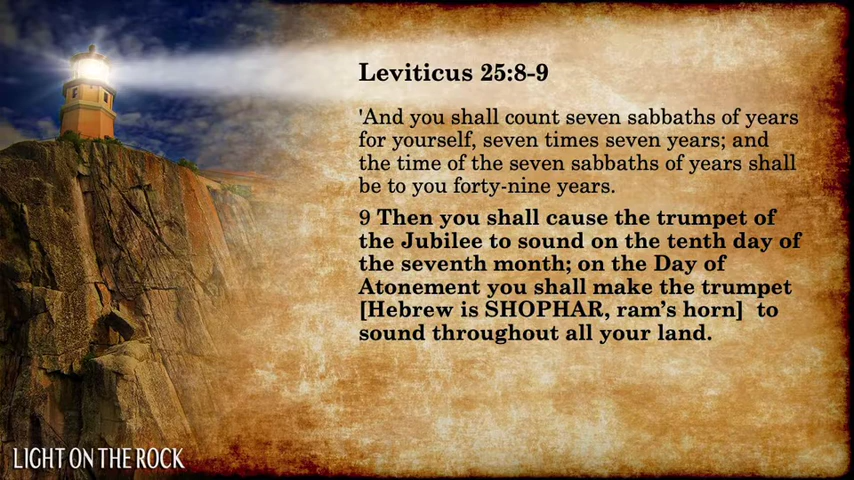 Leviticus 25:8-9
'And you shall count seven sabbaths of years
for yourself, seven times seven years; and
the time of the seven sabbaths of years shall
be to you forty-nine years.
9 Then you shall cause the trumpet of
the Jubilee to sound on the tenth day of
the seventh month; on the Day of
Atonement you shall make the trumpet
[Hebrew is SHOPHAR, ram’s horn]  to
sound throughout all your land.
LIGHT ON THE ROCK